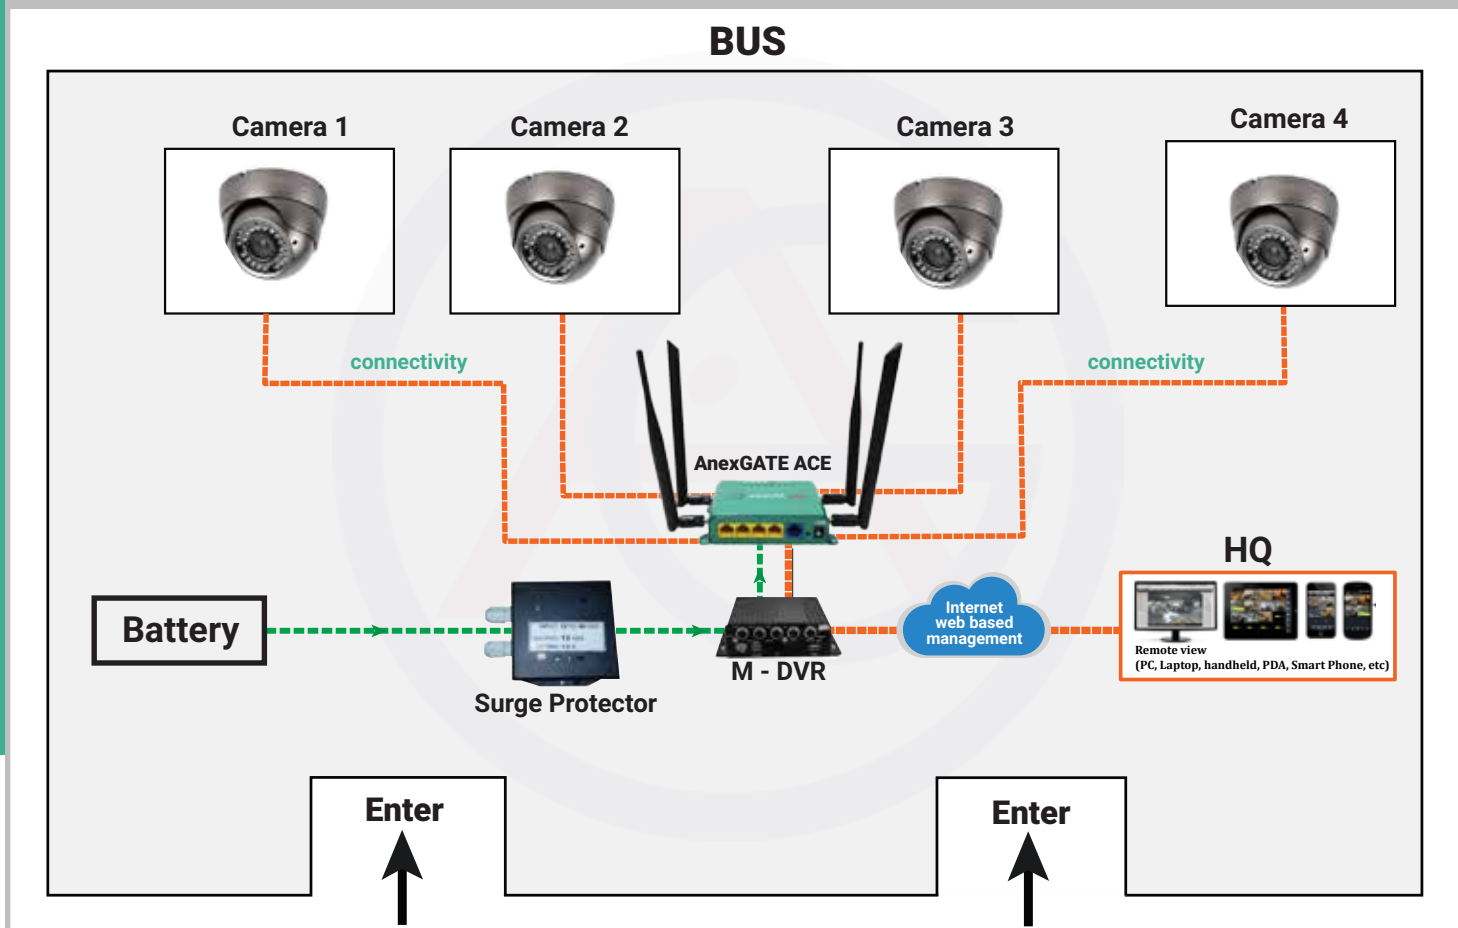 BUS
Camera 1
Camera 2
Camera 3
Camera 4
connectivity
connectivity
AnexGATE ACE
HQ
Battery
Internet
web based
management
Remote view
(PC, Laptop, handheld, PDA, Smart Phone, etc)
M - DVR
Surge Protector
Enter
Enter